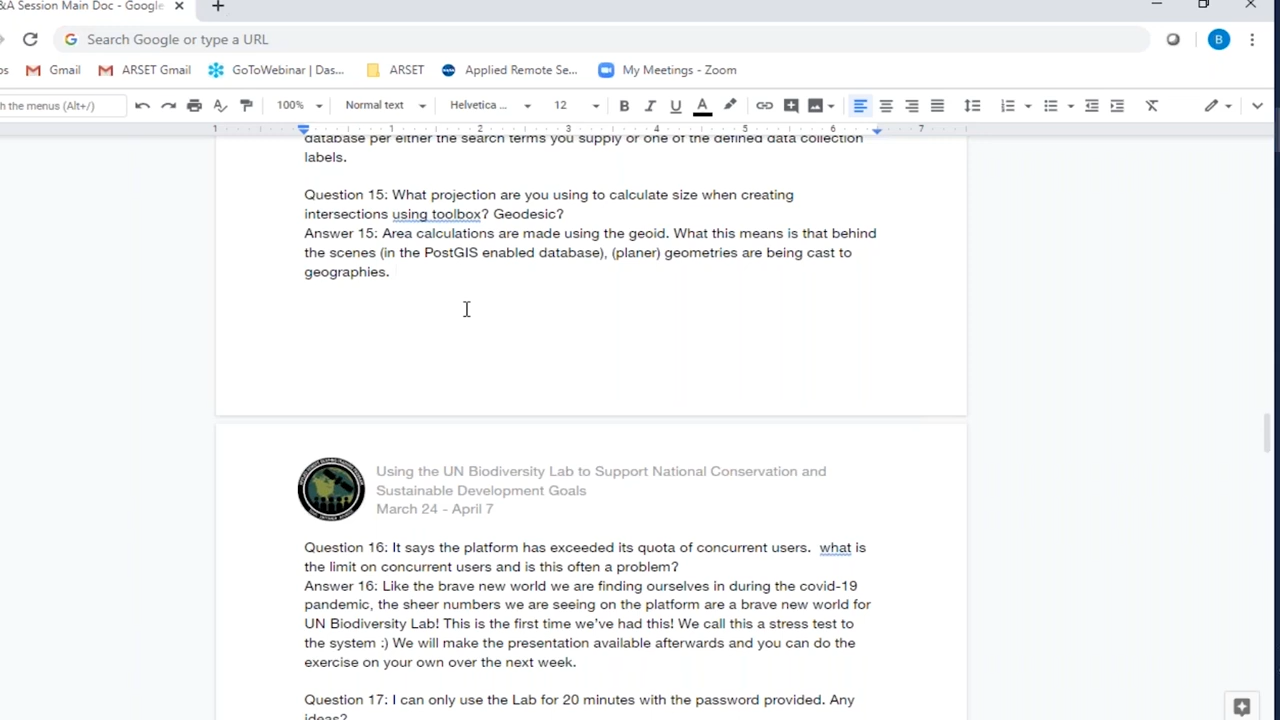 &A Session Main Doc - Google
Search Google or type a URL
ps Gmail ARSET Gmail GoToWebinar | Das... ARSET Applied Remote Se... My Meetings - Zoom B
h the menus (Alt+/) 100% Normal text Helvetica ... 12 B I U A
1 1 2 3 4 5 6 7
database per either the search terms you supply or one of the defined data collection
labels.
Question 15: What projection are you using to calculate size when creating
intersections using toolbox? Geodesic?
Answer 15: Area calculations are made using the geoid. What this means is that behind
the scenes (in the PostGIS enabled database), (planer) geometries are being cast to
geographies.
Using the UN Biodiversity Lab to Support National Conservation and
Sustainable Development Goals
March 24 - April 7
Question 16: It says the platform has exceeded its quota of concurrent users.  what is
the limit on concurrent users and is this often a problem?
Answer 16: Like the brave new world we are finding ourselves in during the covid-19
pandemic, the sheer numbers we are seeing on the platform are a brave new world for
UN Biodiversity Lab! This is the first time we've had this! We call this a stress test to
the system :) We will make the presentation available afterwards and you can do the
exercise on your own over the next week.
Question 17: I can only use the Lab for 20 minutes with the password provided. Any
ideas?